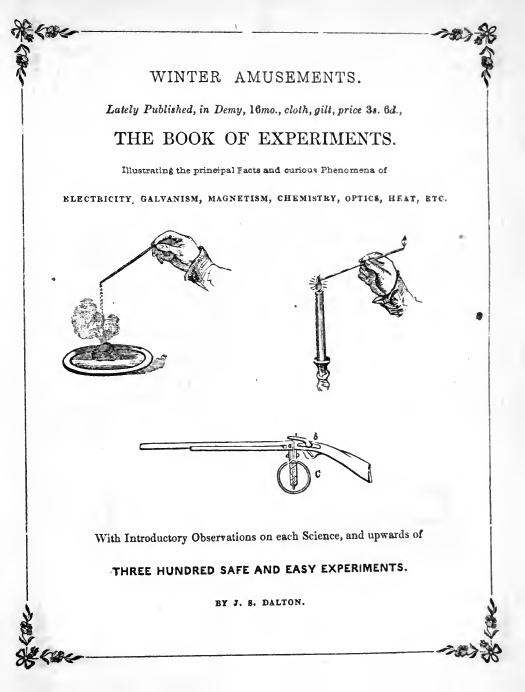 WINTER AMUSEMENTS.
Lately Published, in Demy, 16mo., cloth, gilt, price 3s. 6d.,
THE BOOK OF EXPERIMENTS.
Illustrating the principal Facts and curious Phenomena of
ELECTRICITY, GALVANISM, MAGNETISM, CHEMISTRY, OPTICS, HEAT, ETC.
b
C
With Introductory Observations on each Science, and upwards of
THREE HUNDRED SAFE AND EASY EXPERIMENTS.
BY J. S. DALTON.